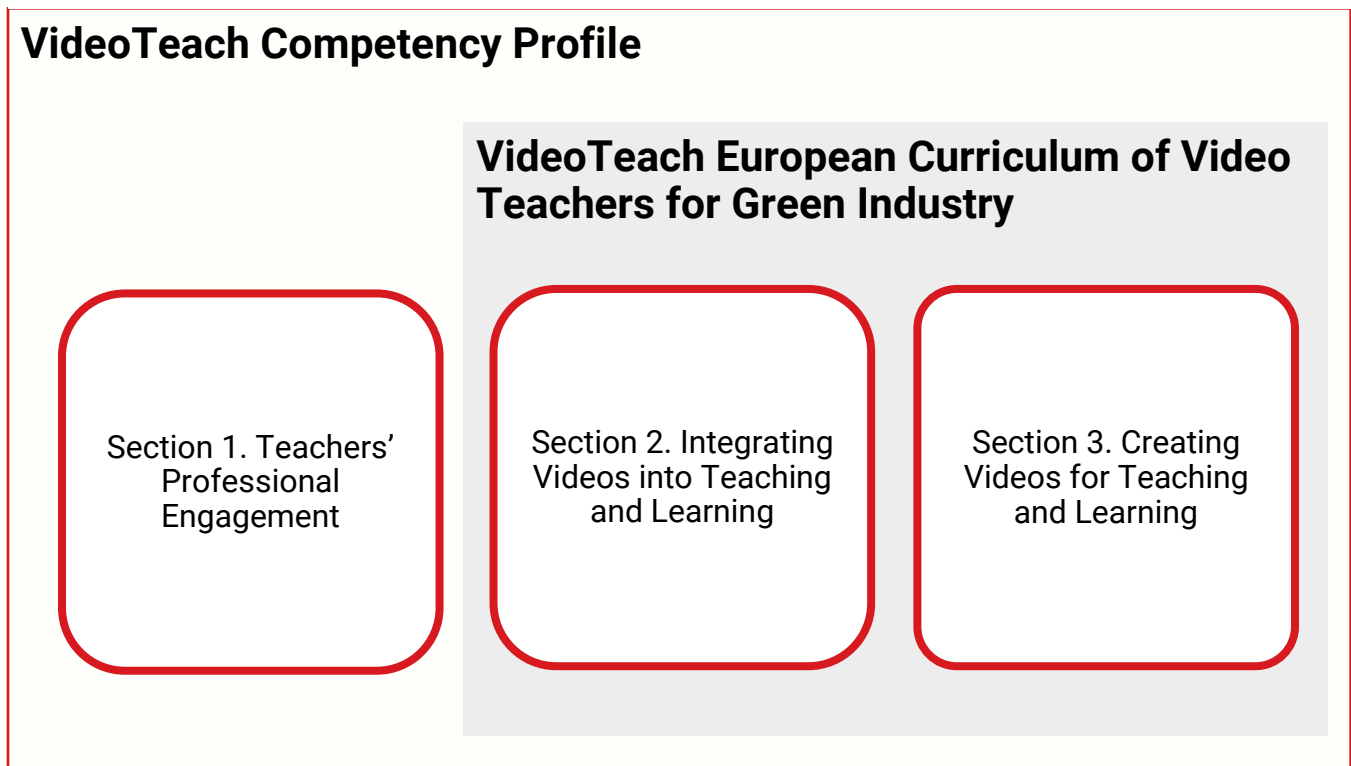 VideoTeach Competency Profile
VideoTeach European Curriculum of Video
Teachers for Green Industry
Section 1. Teachers’
Professional
Engagement
Section 2. Integrating
Videos into Teaching
and Learning
Section 3. Creating
Videos for Teaching
and Learning